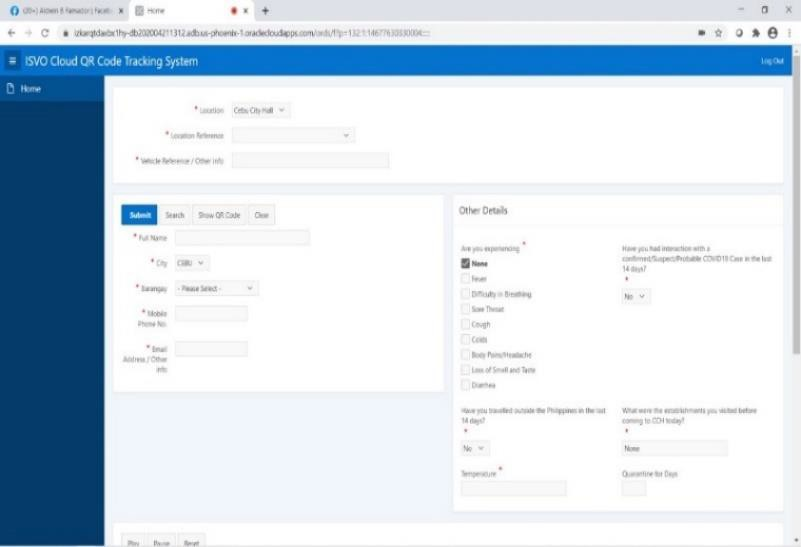 (20+) Aldwin B Ramador | Faceb
Home
izkarqtdaxbx1hy-db202004211312.adb.us-phoenix-1.oraclecloudapps.com/ords/f?p=132:1:14677630830004:::::
ISVO Cloud QR Code Tracking System
Log Out
Home
* Location Cebu City Hall
* Location Reference
* Vehicle Reference / Other Info
Submit Search Show QR Code Clear
* Full Name
* City CEBU
* Barangay - Please Select -
* Mobile
Phone No.
* Email
Address / Other
info
Other Details
Are you experiencing *
None
Fever
Difficulty in Breathing
Sore Throat
Cough
Colds
Body Pains/Headache
Loss of Smell and Taste
Diarrhea
Have you had interaction with a
confirmed/Suspect/Probable COVID19 Case in the last
14 days?
*
No
Have you travelled outside the Philippines in the last
14 days?
*
No
What were the establishments you visited before
coming to CCH today?
*
None
Temperature *
Quarantine for Days
Play Pause Reset